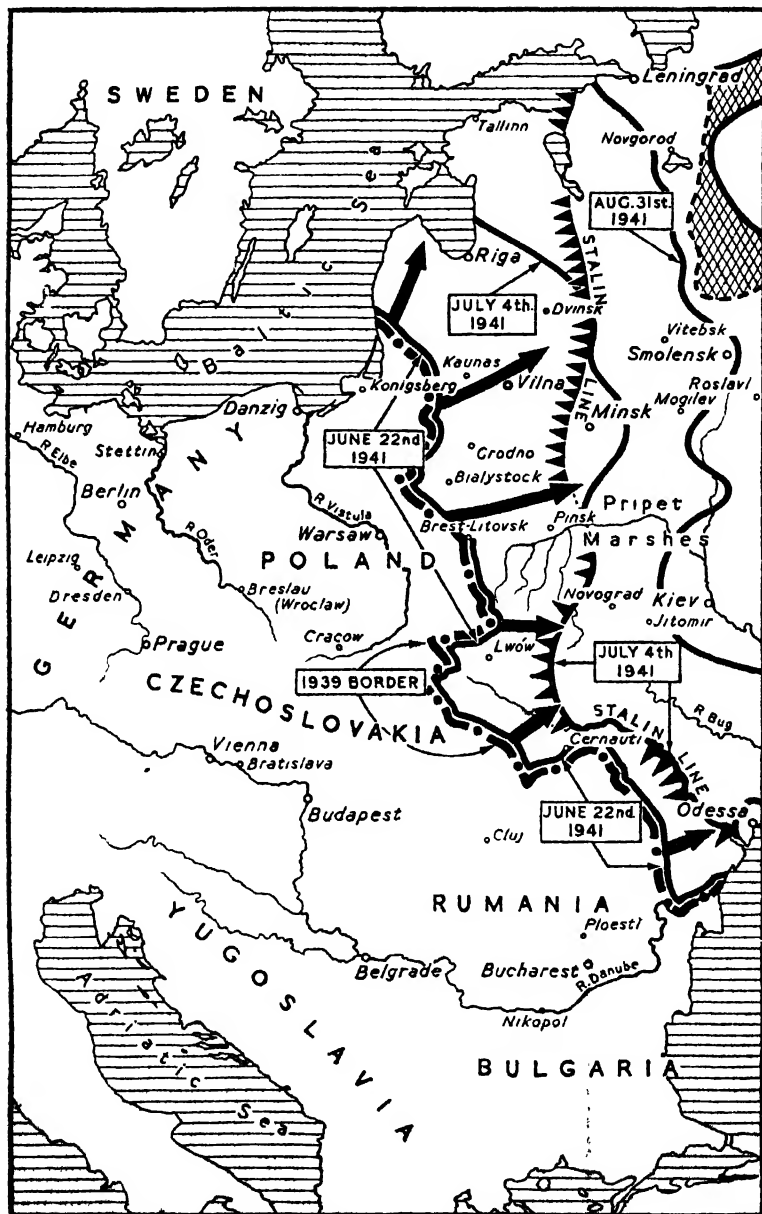 SWEDEN
Leningrad
Tallinn
Novgorod
Baltic Sea
AUG. 31st.
1941
Riga
STALIN LINE
JULY 4th.
1941
Dvinsk
Vitebsk
Smolensk
Kaunas
Konigsberg
Vilna
Roslavl
Mogilev
Minsk
Danzig
Hamburg
R Elbe
Stettin
JUNE 22nd
1941
Grodno
Bialystock
GERMANY
Berlin
R Oder
R Vistula
Warsaw
Brest-Litovsk
Pinsk
Pripet
Marshes
POLAND
Leipzig
Dresden
Breslau
(Wroclaw)
Novograd
Kiev
Jitomir
Prague
Cracow
Lwów
JULY 4th
1941
1939 BORDER
CZECHOSLOVAKIA
R Bug
STALIN LINE
Cernauti
Vienna
Bratislava
Budapest
JUNE 22nd
1941
Odessa
Cluj
RUMANIA
YUGOSLAVIA
Ploesti
Belgrade
Bucharest
R. Danube
Adriatic Sea
Nikopol
BULGARIA